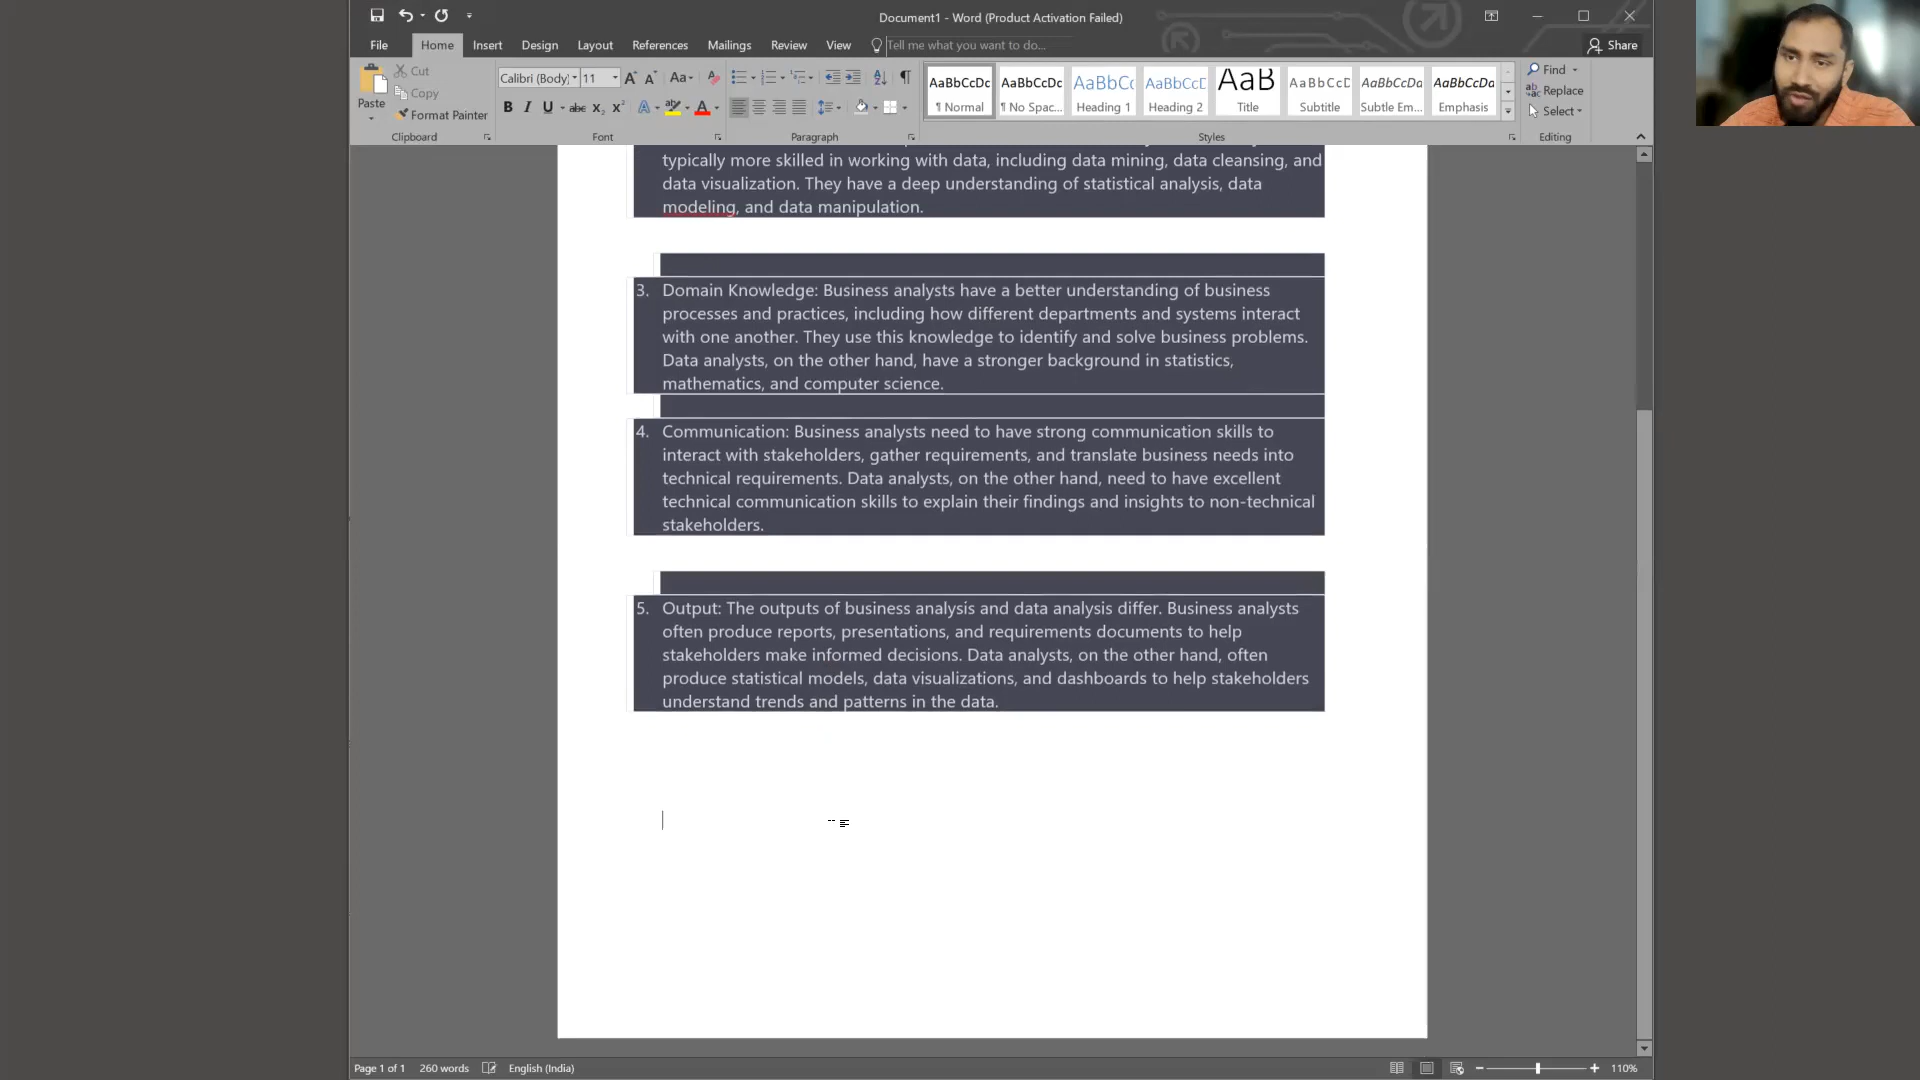 Document1 - Word (Product Activation Failed)
File Home Insert Design Layout References Mailings Review View Tell me what you want to do... Share
Paste
Cut
Copy
Format Painter
Clipboard
Calibri (Body) 11
Font
Paragraph
AaBbCcDc AaBbCcDc AaBbCc AaBbCcD AaB AaBbCcD AaBbCcDc AaBbCcDc
¶ Normal ¶ No Spac... Heading 1 Heading 2 Title Subtitle Subtle Em... Emphasis
Styles
Find
Replace
Select
Editing
typically more skilled in working with data, including data mining, data cleansing, and
data visualization. They have a deep understanding of statistical analysis, data
modeling, and data manipulation.
3. Domain Knowledge: Business analysts have a better understanding of business
processes and practices, including how different departments and systems interact
with one another. They use this knowledge to identify and solve business problems.
Data analysts, on the other hand, have a stronger background in statistics,
mathematics, and computer science.
4. Communication: Business analysts need to have strong communication skills to
interact with stakeholders, gather requirements, and translate business needs into
technical requirements. Data analysts, on the other hand, need to have excellent
technical communication skills to explain their findings and insights to non-technical
stakeholders.
5. Output: The outputs of business analysis and data analysis differ. Business analysts
often produce reports, presentations, and requirements documents to help
stakeholders make informed decisions. Data analysts, on the other hand, often
produce statistical models, data visualizations, and dashboards to help stakeholders
understand trends and patterns in the data.
Page 1 of 1 260 words English (India) 110%